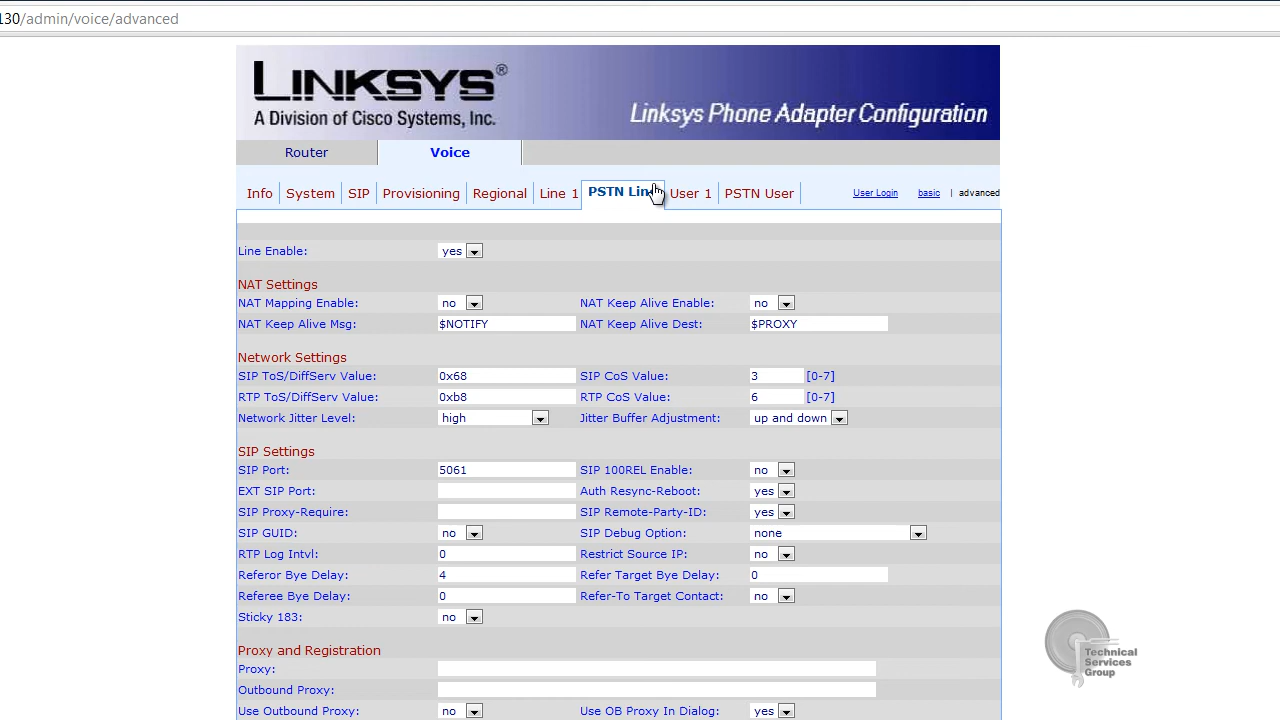 130/admin/voice/advanced
LINKSYS®
A Division of Cisco Systems, Inc.
Linksys Phone Adapter Configuration
Router Voice
Info System SIP Provisioning Regional Line 1 PSTN Lin User 1 PSTN User User Login basic | advanced
Line Enable: yes
NAT Settings
NAT Mapping Enable: no NAT Keep Alive Enable: no
NAT Keep Alive Msg: $NOTIFY NAT Keep Alive Dest: $PROXY
Network Settings
SIP ToS/DiffServ Value: 0x68 SIP CoS Value: 3 [0-7]
RTP ToS/DiffServ Value: 0xb8 RTP CoS Value: 6 [0-7]
Network Jitter Level: high Jitter Buffer Adjustment: up and down
SIP Settings
SIP Port: 5061 SIP 100REL Enable: no
EXT SIP Port: Auth Resync-Reboot: yes
SIP Proxy-Require: SIP Remote-Party-ID: yes
SIP GUID: no SIP Debug Option: none
RTP Log Intvl: 0 Restrict Source IP: no
Referor Bye Delay: 4 Refer Target Bye Delay: 0
Referee Bye Delay: 0 Refer-To Target Contact: no
Sticky 183: no
Proxy and Registration
Proxy:
Outbound Proxy:
Use Outbound Proxy: no Use OB Proxy In Dialog: yes
Technical
Services
Group